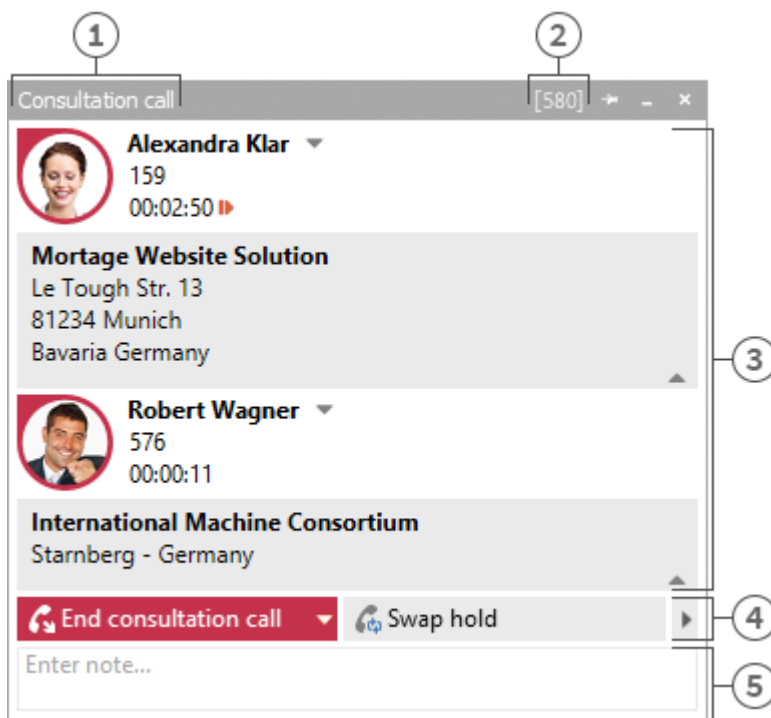 1
2
Consultation call [580]
Alexandra Klar
159
00:02:50
Mortage Website Solution
Le Tough Str. 13
81234 Munich
Bavaria Germany
3
Robert Wagner
576
00:00:11
International Machine Consortium
Starnberg - Germany
End consultation call
Swap hold
4
Enter note...
5